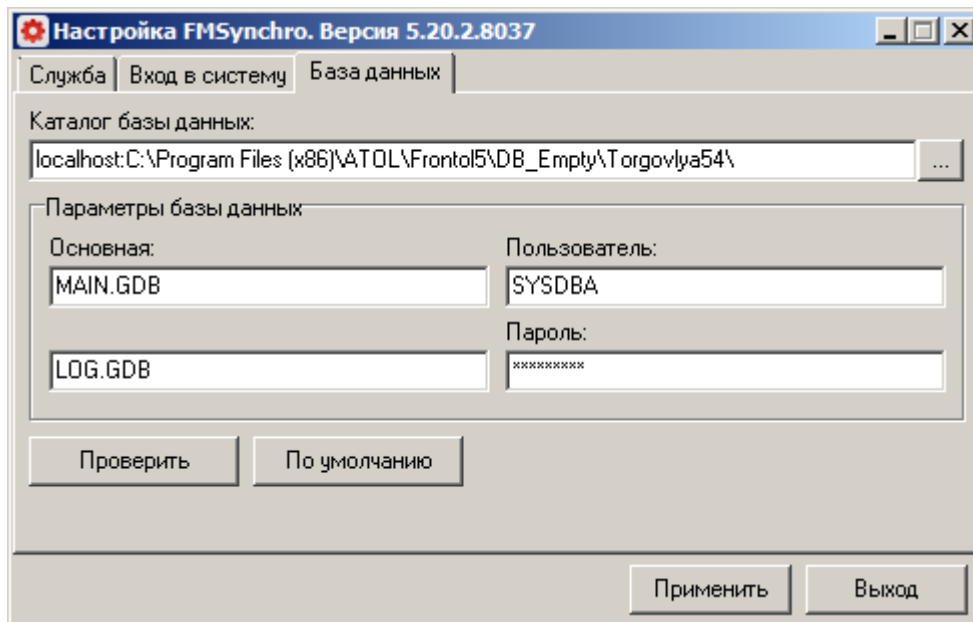 Настройка FMSynchro. Версия 5.20.2.8037
Служба Вход в систему База данных
Каталог базы данных:
localhost:C:\Program Files (x86)\ATOL\Frontol5\DB_Empty\Torgovlya54\ ...
Параметры базы данных
Основная: Пользователь:
MAIN.GDB SYSDBA
Пароль:
LOG.GDB *********
Проверить По умолчанию
Применить Выход